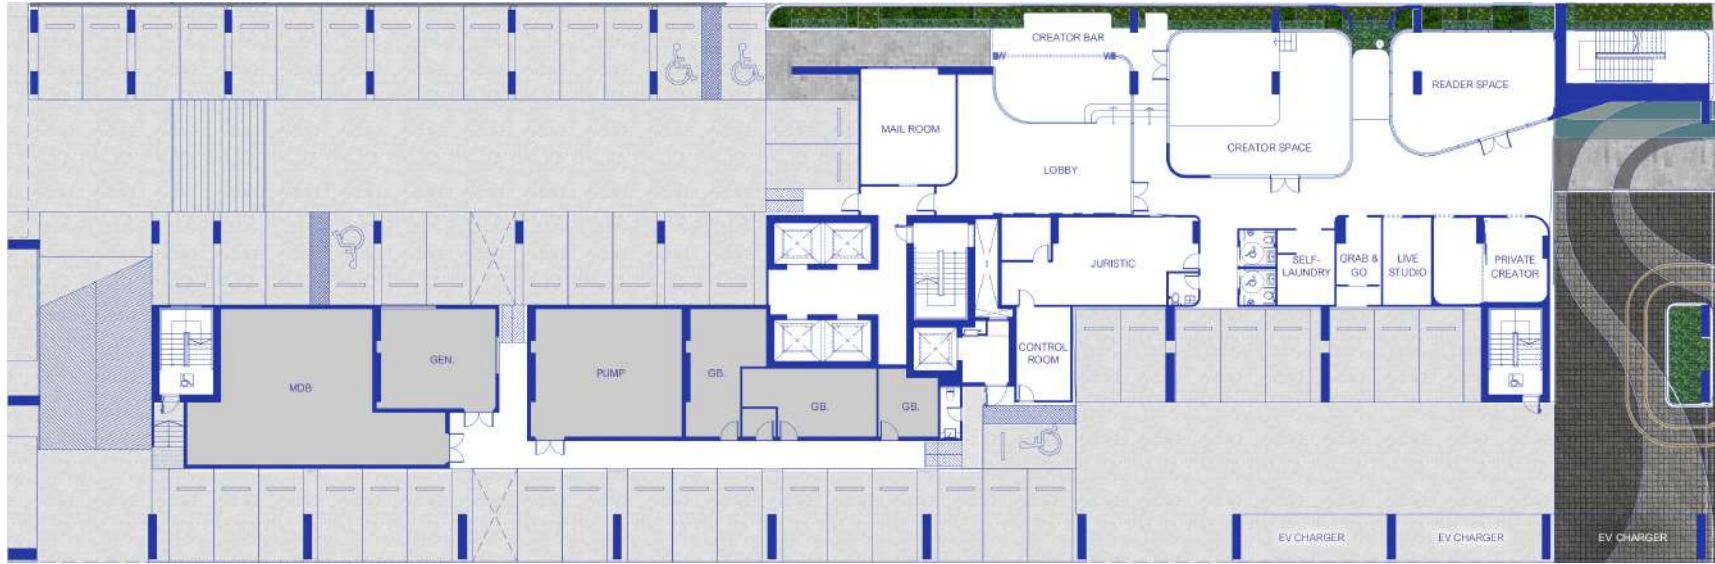 CREATOR BAR
READER SPACE
MAIL ROOM
CREATOR SPACE
LOBBY
JURISTIC
SELF-
LAUNDRY
GRAB &
GO
LIVE
STUDIO
PRIVATE
CREATOR
GEN.
MDB
PUMP
GB.
CONTROL
ROOM
GB.
GB.
EV CHARGER
EV CHARGER
EV CHARGER